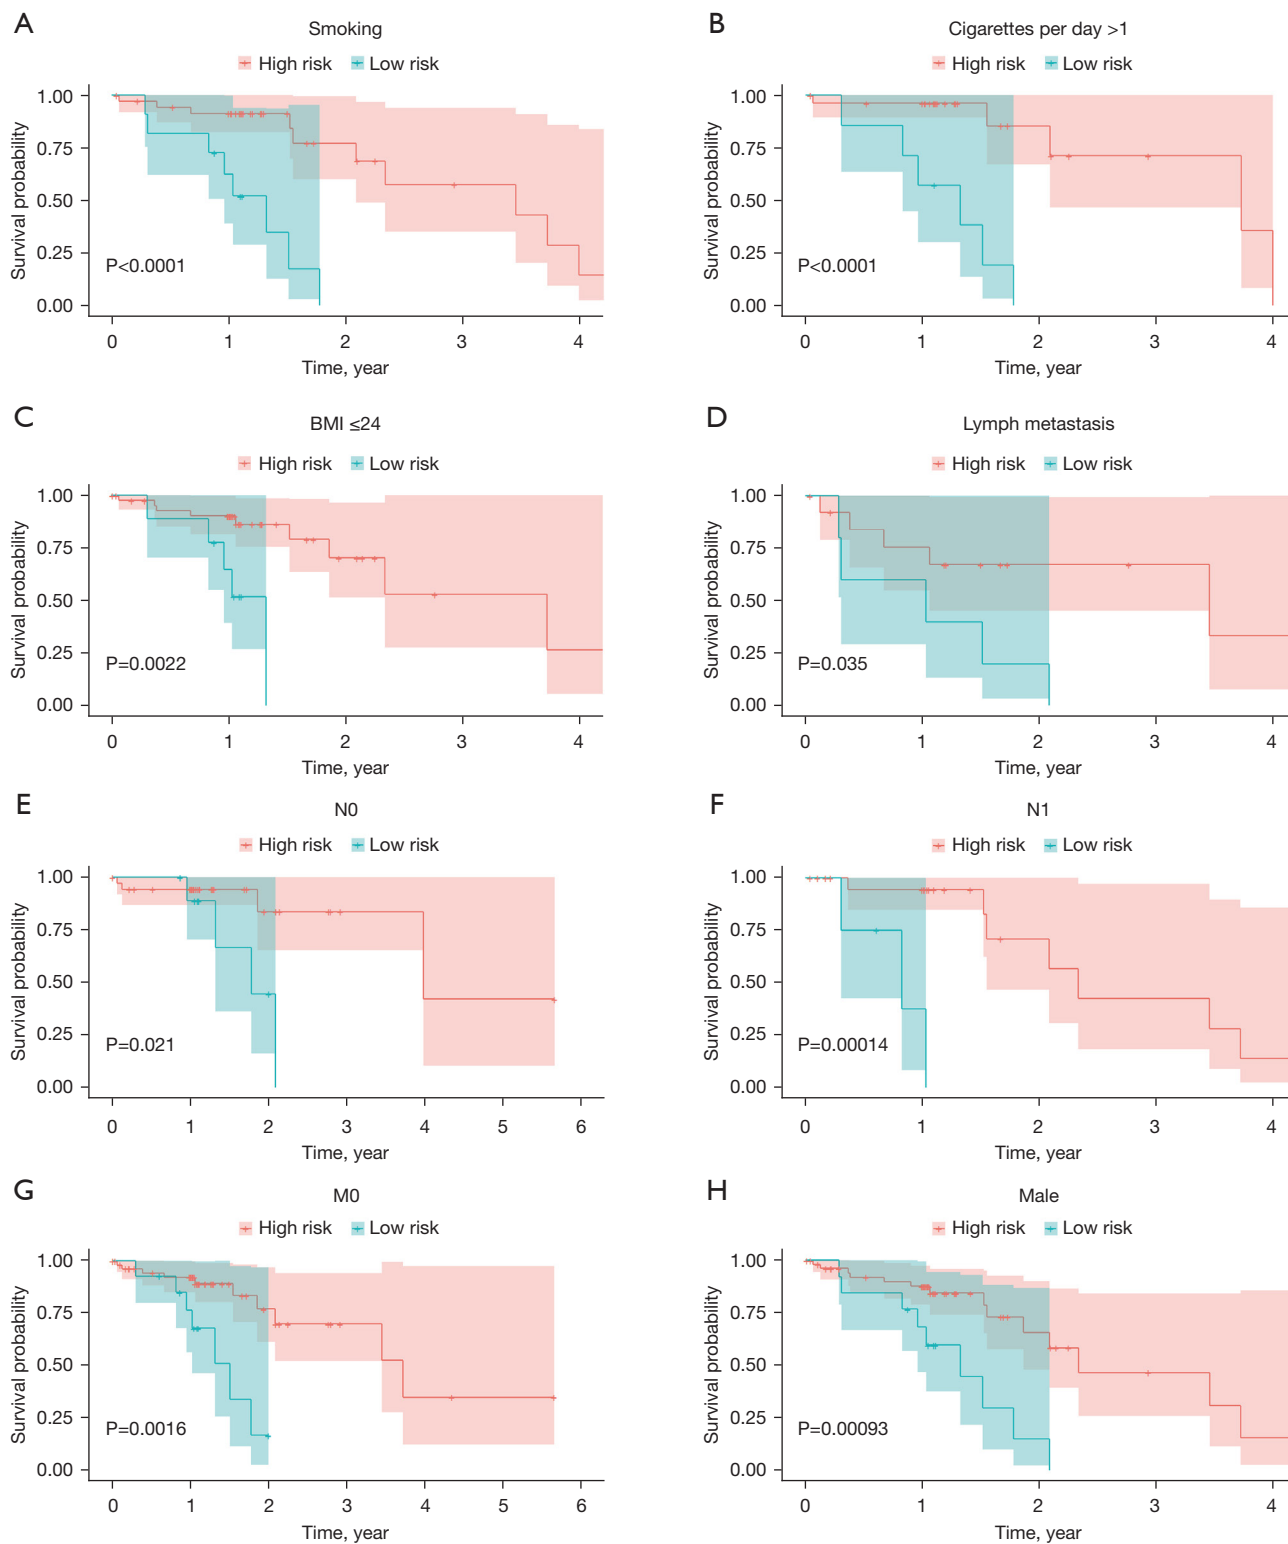 A
Smoking
High risk Low risk
Survival probability
1.00
0.75
0.50
0.25
0.00
P<0.0001
0 1 2 3 4
Time, year
B
Cigarettes per day >1
High risk Low risk
Survival probability
1.00
0.75
0.50
0.25
0.00
P<0.0001
0 1 2 3 4
Time, year
C
BMI ≤24
High risk Low risk
Survival probability
1.00
0.75
0.50
0.25
0.00
P=0.0022
0 1 2 3 4
Time, year
D
Lymph metastasis
High risk Low risk
Survival probability
1.00
0.75
0.50
0.25
0.00
P=0.035
0 1 2 3 4
Time, year
E
N0
High risk Low risk
Survival probability
1.00
0.75
0.50
0.25
0.00
P=0.021
0 1 2 3 4 5 6
Time, year
F
N1
High risk Low risk
Survival probability
1.00
0.75
0.50
0.25
0.00
P=0.00014
0 1 2 3 4
Time, year
G
M0
High risk Low risk
Survival probability
1.00
0.75
0.50
0.25
0.00
P=0.0016
0 1 2 3 4 5 6
Time, year
H
Male
High risk Low risk
Survival probability
1.00
0.75
0.50
0.25
0.00
P=0.00093
0 1 2 3 4
Time, year